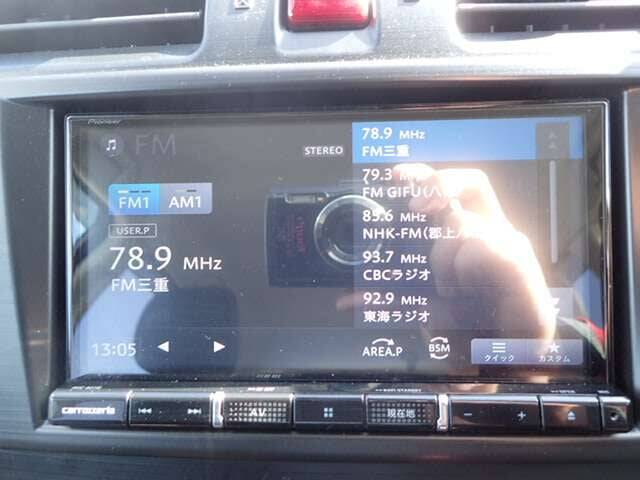 Pioneer
FM
STEREO
FM1
AM1
USER.P
78.9 MHz
FM三重
78.9 MHz
FM三重
79.3 MHz
FM GIFU(八
85.6 MHz
NHK-FM(郡上
93.7 MHz
CBCラジオ
92.9 MHz
東海ラジオ
13:05
AREA.P
BSM
クイック
カスタム
carrozzeria
AV
現在地